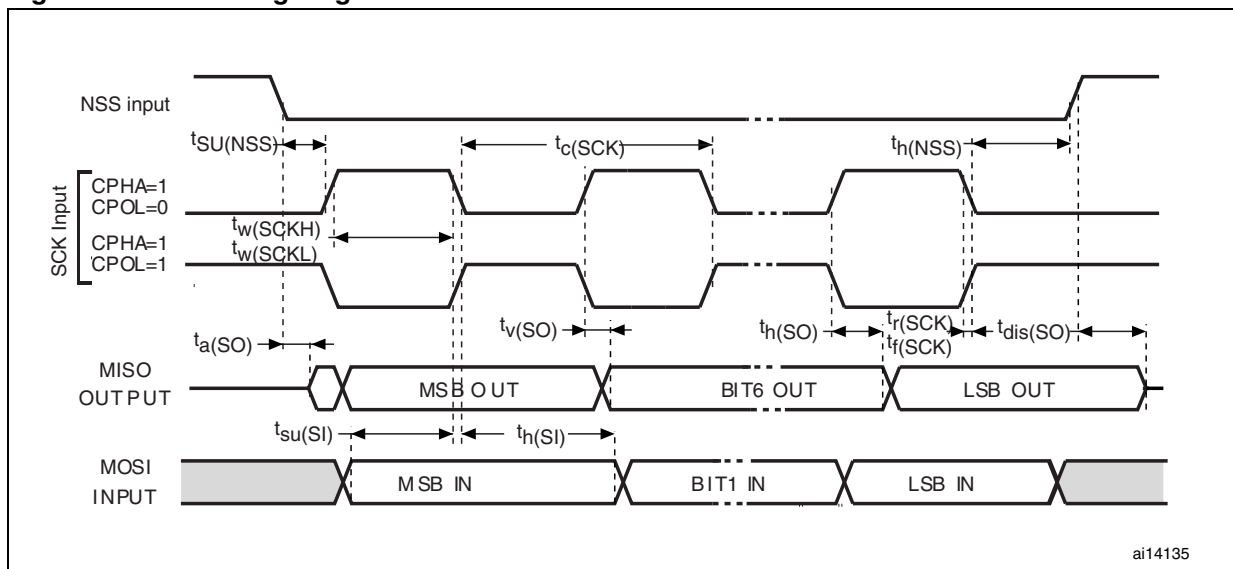 NSS input
tSU(NSS)
tc(SCK)
th(NSS)
SCK Input
CPHA=1
CPOL=0
tw(SCKH)
CPHA=1
tw(SCKL)
CPOL=1
ta(SO)
tv(SO)
th(SO)
tr(SCK)
tf(SCK)
tdis(SO)
MISO
OUTPUT
MSB OUT
BIT6 OUT
LSB OUT
tsu(SI)
th(SI)
MOSI
INPUT
MSB IN
BIT1 IN
LSB IN
ai14135